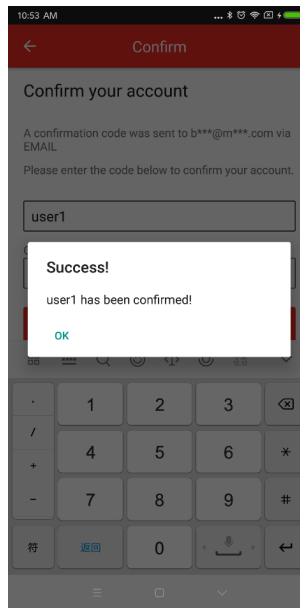 10:53 AM
Confirm
Confirm your account
A confirmation code was sent to b***@m***.com via
EMAIL
Please enter the code below to confirm your account.
user1
Success!
user1 has been confirmed!
OK
.
1
2
3
/
4
5
6
*
+
-
7
8
9
#
符
返回
0